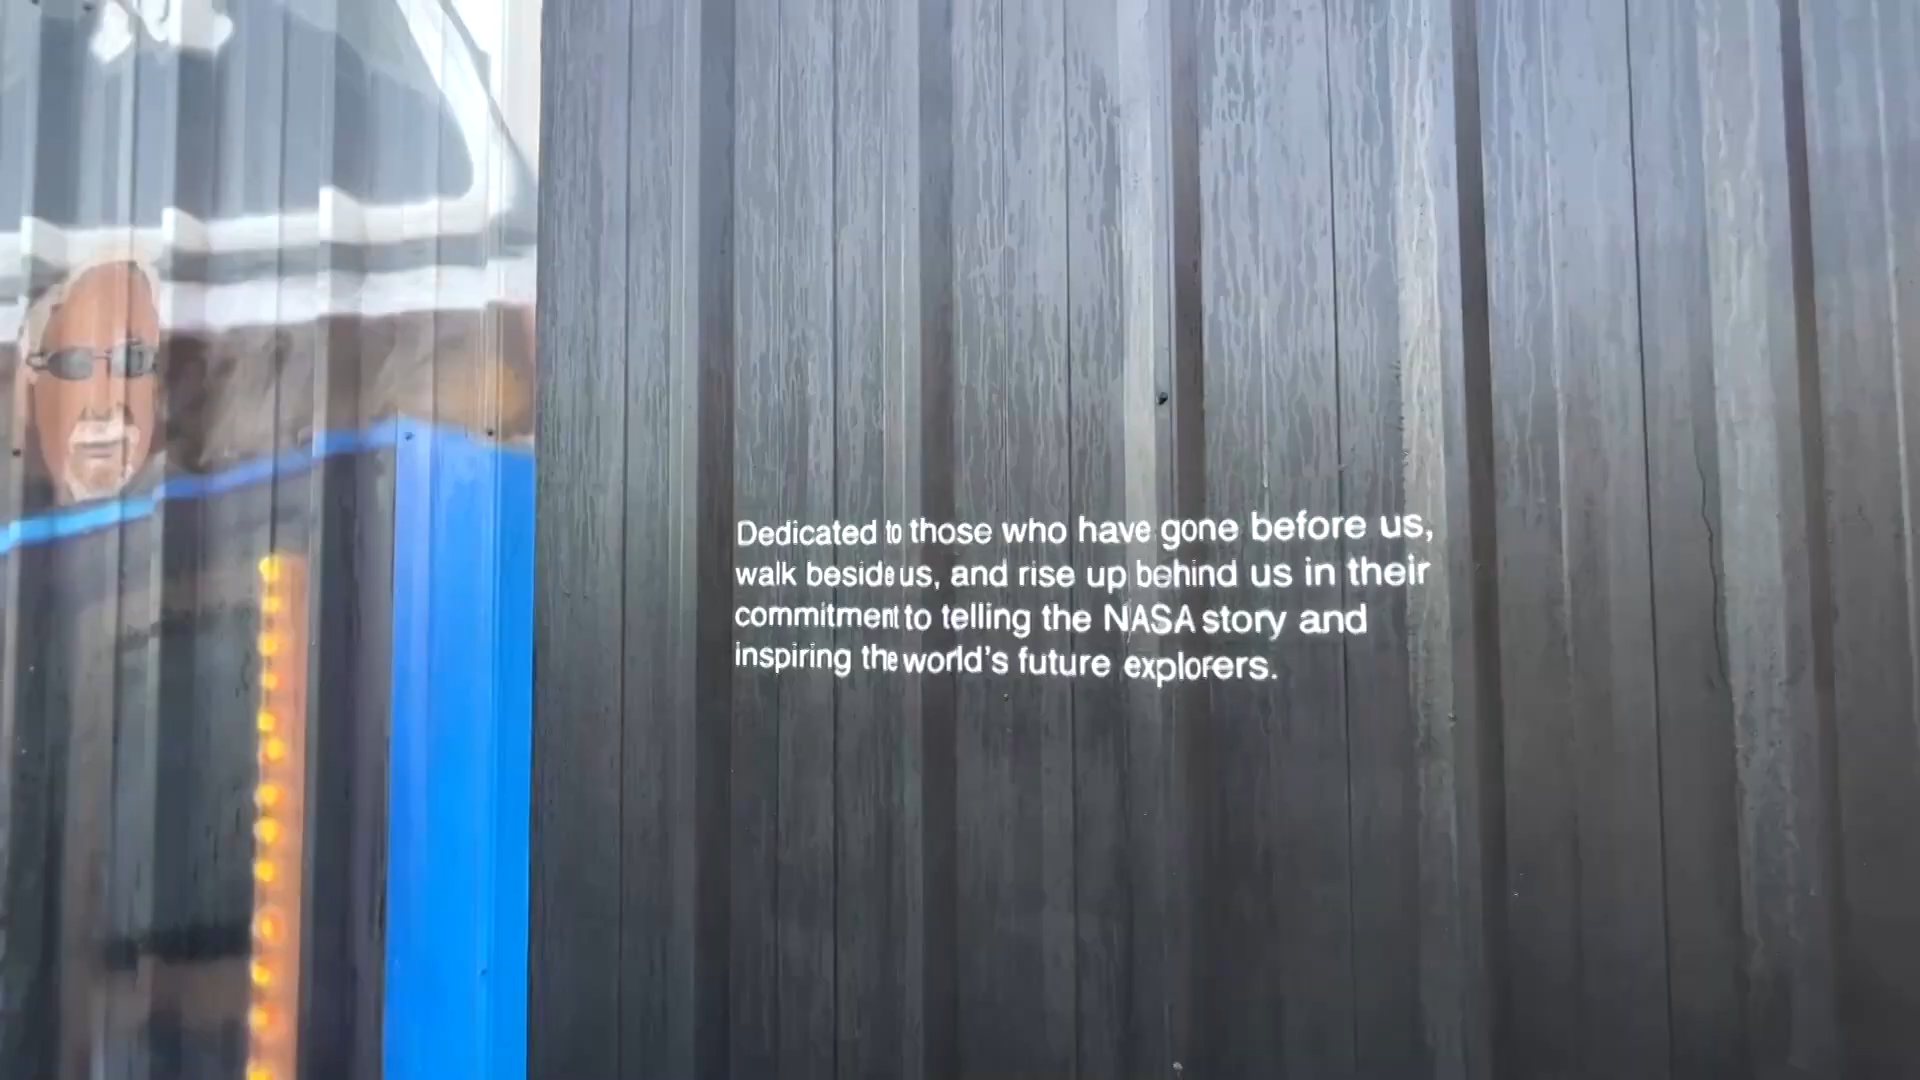 Dedicated to those who have gone before us,
walk beside us, and rise up behind us in their
commitment to telling the NASA story and
inspiring the world's future explorers.